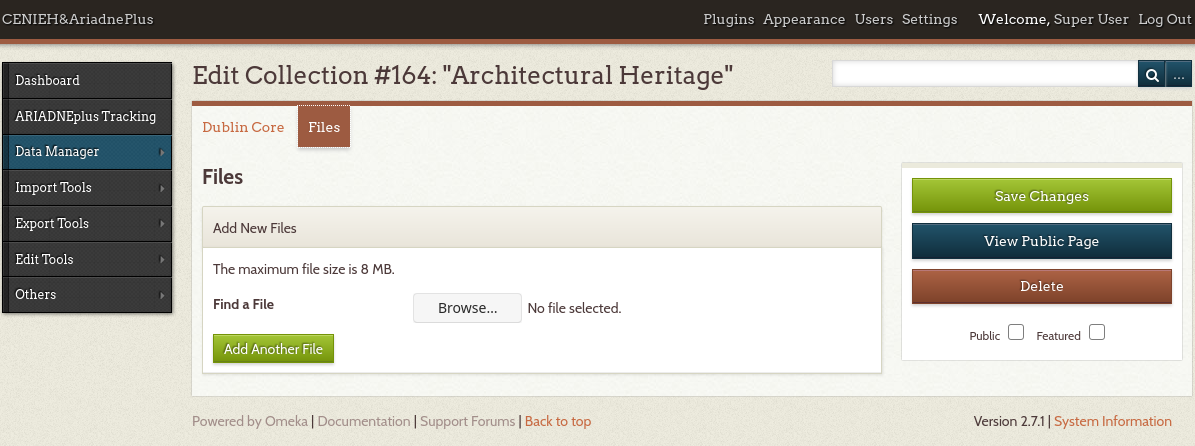 CENIEH&AriadnePlus
Plugins Appearance Users Settings Welcome, Super User Log Out
Dashboard
ARIADNEplus Tracking
Data Manager
Import Tools
Export Tools
Edit Tools
Others
Edit Collection #164: "Architectural Heritage"
...
Dublin Core Files
Files
Add New Files
The maximum file size is 8 MB.
Find a File Browse... No file selected.
Add Another File
Save Changes
View Public Page
Delete
Public Featured
Powered by Omeka | Documentation | Support Forums | Back to top
Version 2.7.1 | System Information